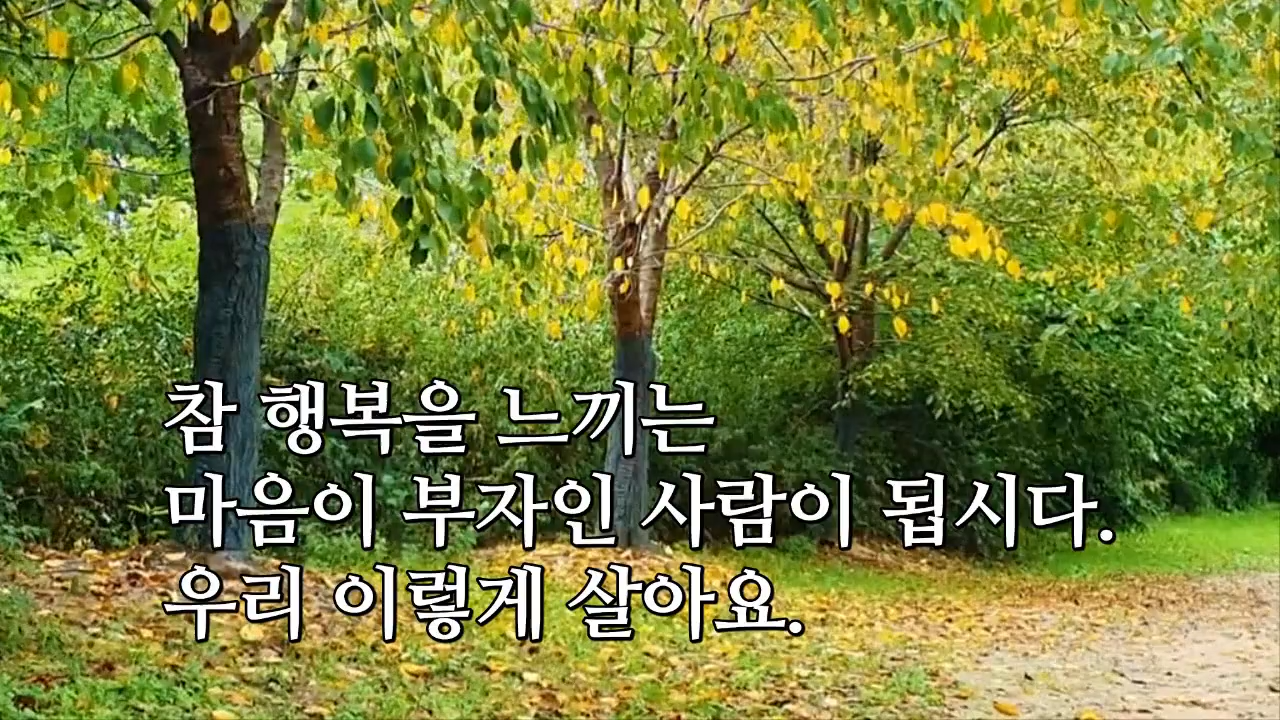 참 행복을 느끼는
마음이 부자인 사람이 됩시다.
우리 이렇게 살아요.